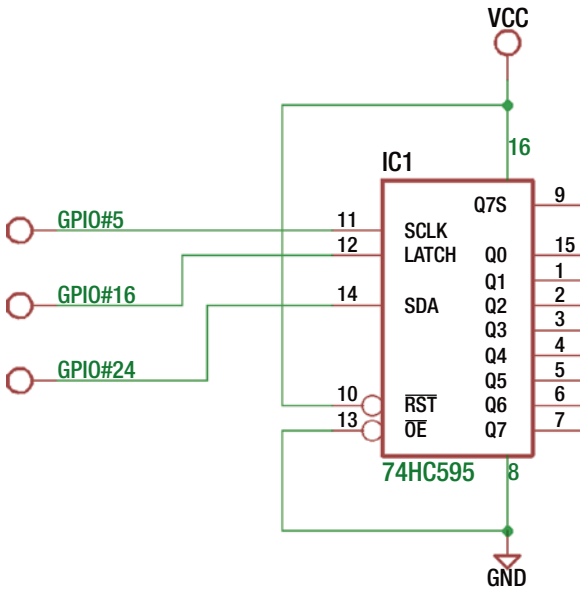 VCC
16
IC1
Q7S 9
GPIO#5 11 SCLK
12 LATCH Q0 15
Q1 1
GPIO#16 14 SDA Q2 2
Q3 3
Q4 4
GPIO#24 Q5 5
10 RST Q6 6
13 OE Q7 7
74HC595 8
GND